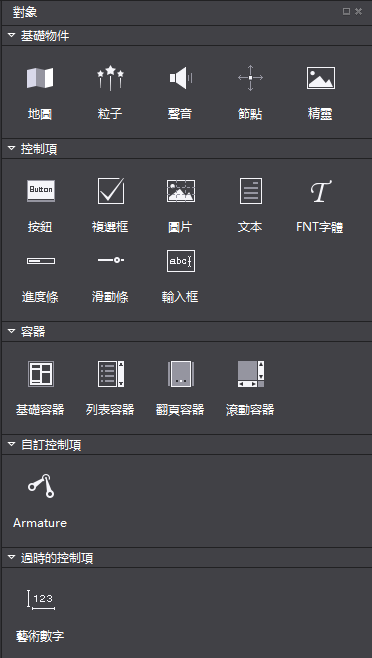 對象
基礎物件
地圖 粒子 聲音 節點 精靈
控制項
Button abc
按鈕 複選框 圖片 文本 FNT字體
進度條 滑動條 輸入框
容器
基礎容器 列表容器 翻頁容器 滾動容器
自訂控制項
Armature
過時的控制項
123
藝術數字